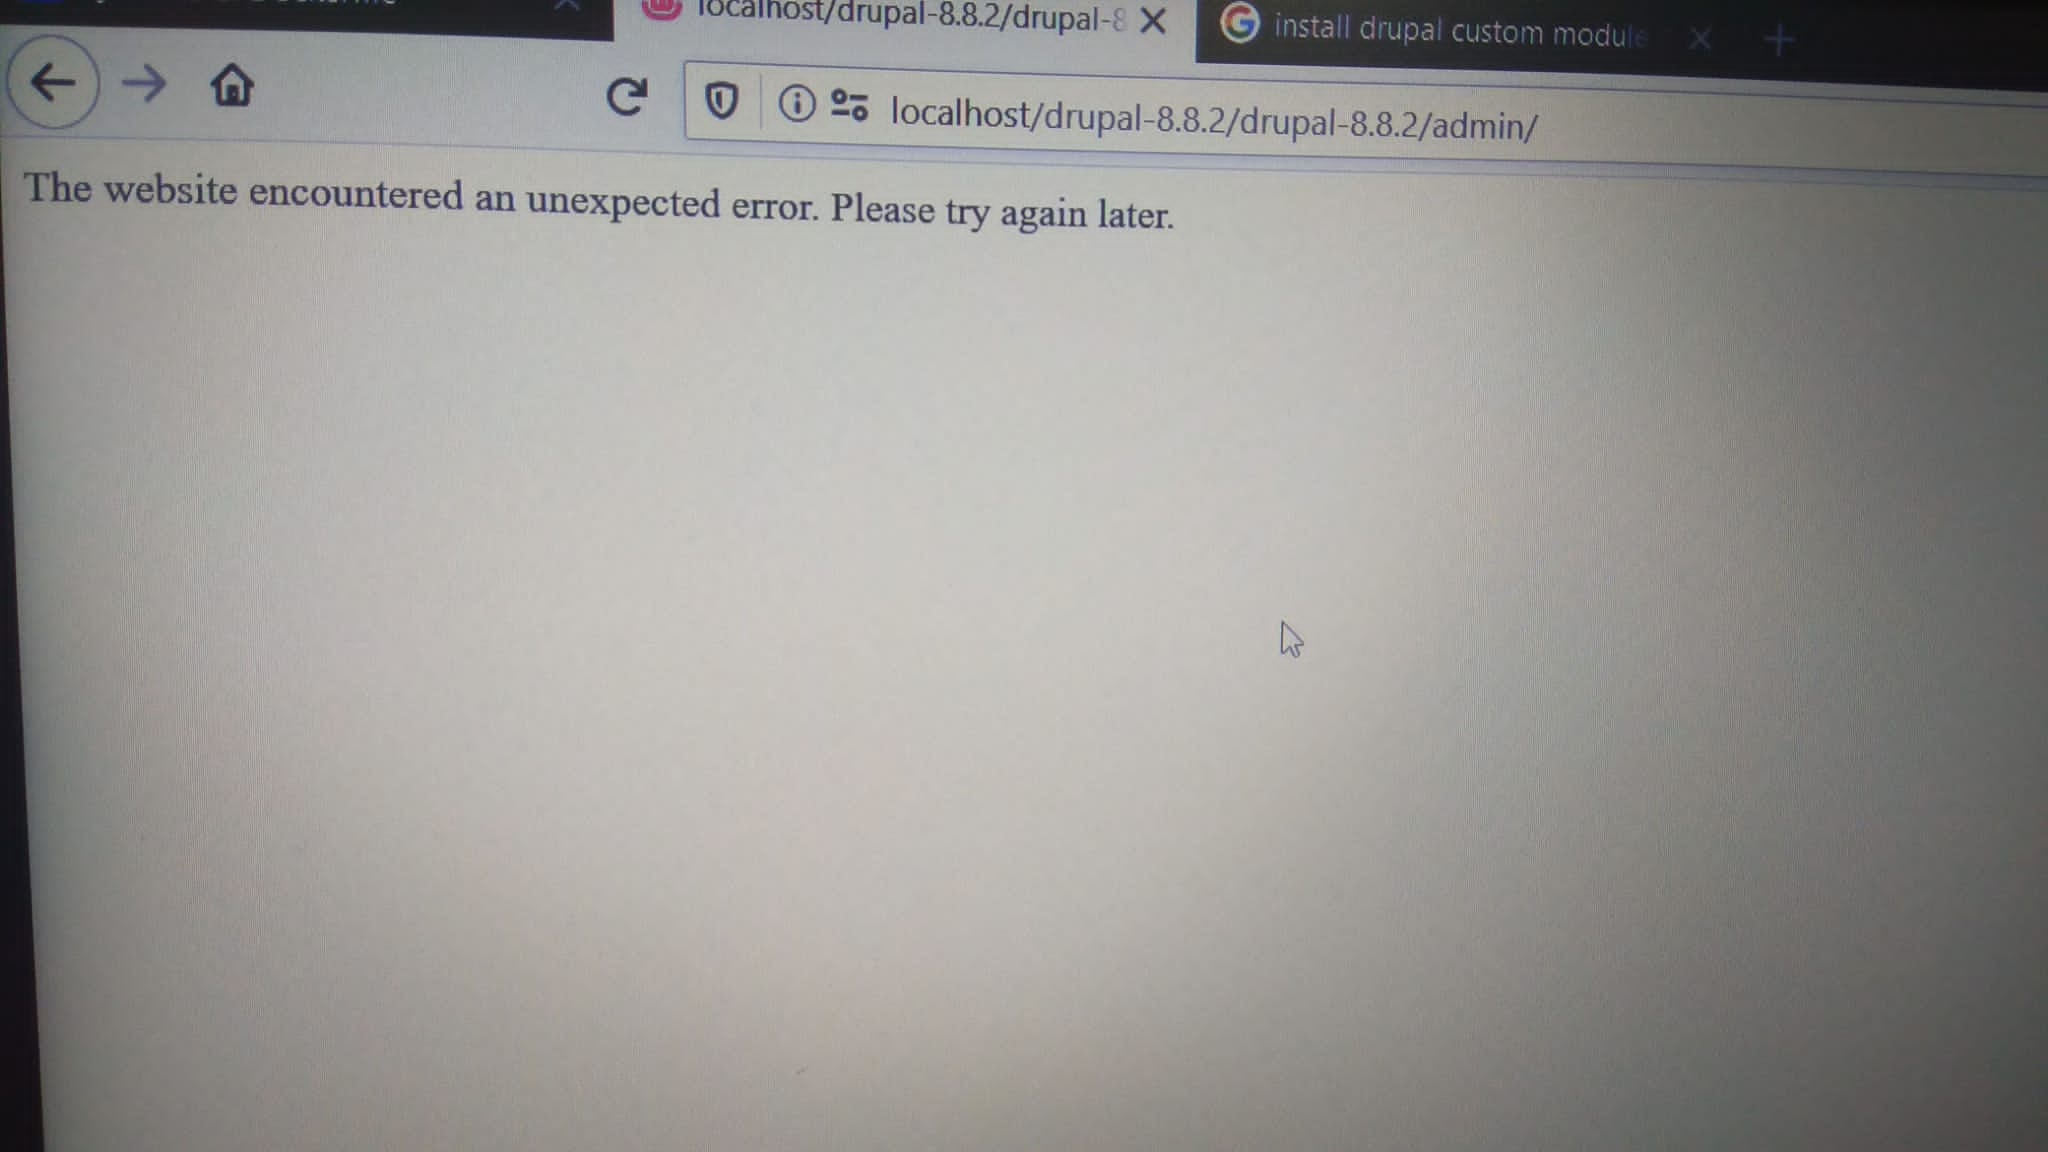 localhost/drupal-8.8.2/drupal-8
install drupal custom module
localhost/drupal-8.8.2/drupal-8.8.2/admin/
The website encountered an unexpected error. Please try again later.